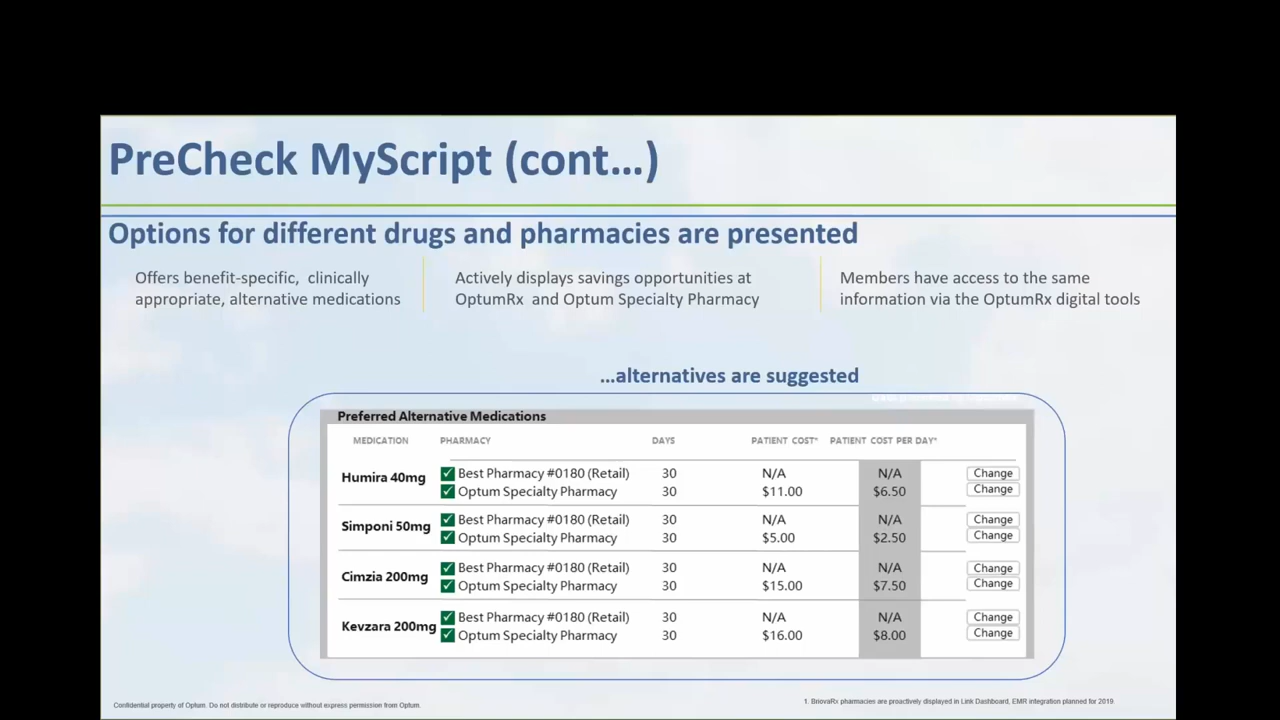 PreCheck MyScript (cont...)
Options for different drugs and pharmacies are presented
Offers benefit-specific, clinically
appropriate, alternative medications
Actively displays savings opportunities at
OptumRx and Optum Specialty Pharmacy
Members have access to the same
information via the OptumRx digital tools
...alternatives are suggested
Preferred Alternative Medications
MEDICATION PHARMACY DAYS PATIENT COST* PATIENT COST PER DAY*
Humira 40mg
Best Pharmacy #0180 (Retail) 30 N/A N/A Change
Optum Specialty Pharmacy 30 $11.00 $6.50 Change
Simponi 50mg
Best Pharmacy #0180 (Retail) 30 N/A N/A Change
Optum Specialty Pharmacy 30 $5.00 $2.50 Change
Cimzia 200mg
Best Pharmacy #0180 (Retail) 30 N/A N/A Change
Optum Specialty Pharmacy 30 $15.00 $7.50 Change
Kevzara 200mg
Best Pharmacy #0180 (Retail) 30 N/A N/A Change
Optum Specialty Pharmacy 30 $16.00 $8.00 Change
Confidential property of Optum. Do not distribute or reproduce without express permission from Optum.
1. BriovaRx pharmacies are proactively displayed in Link Dashboard, EMR integration planned for 2019.